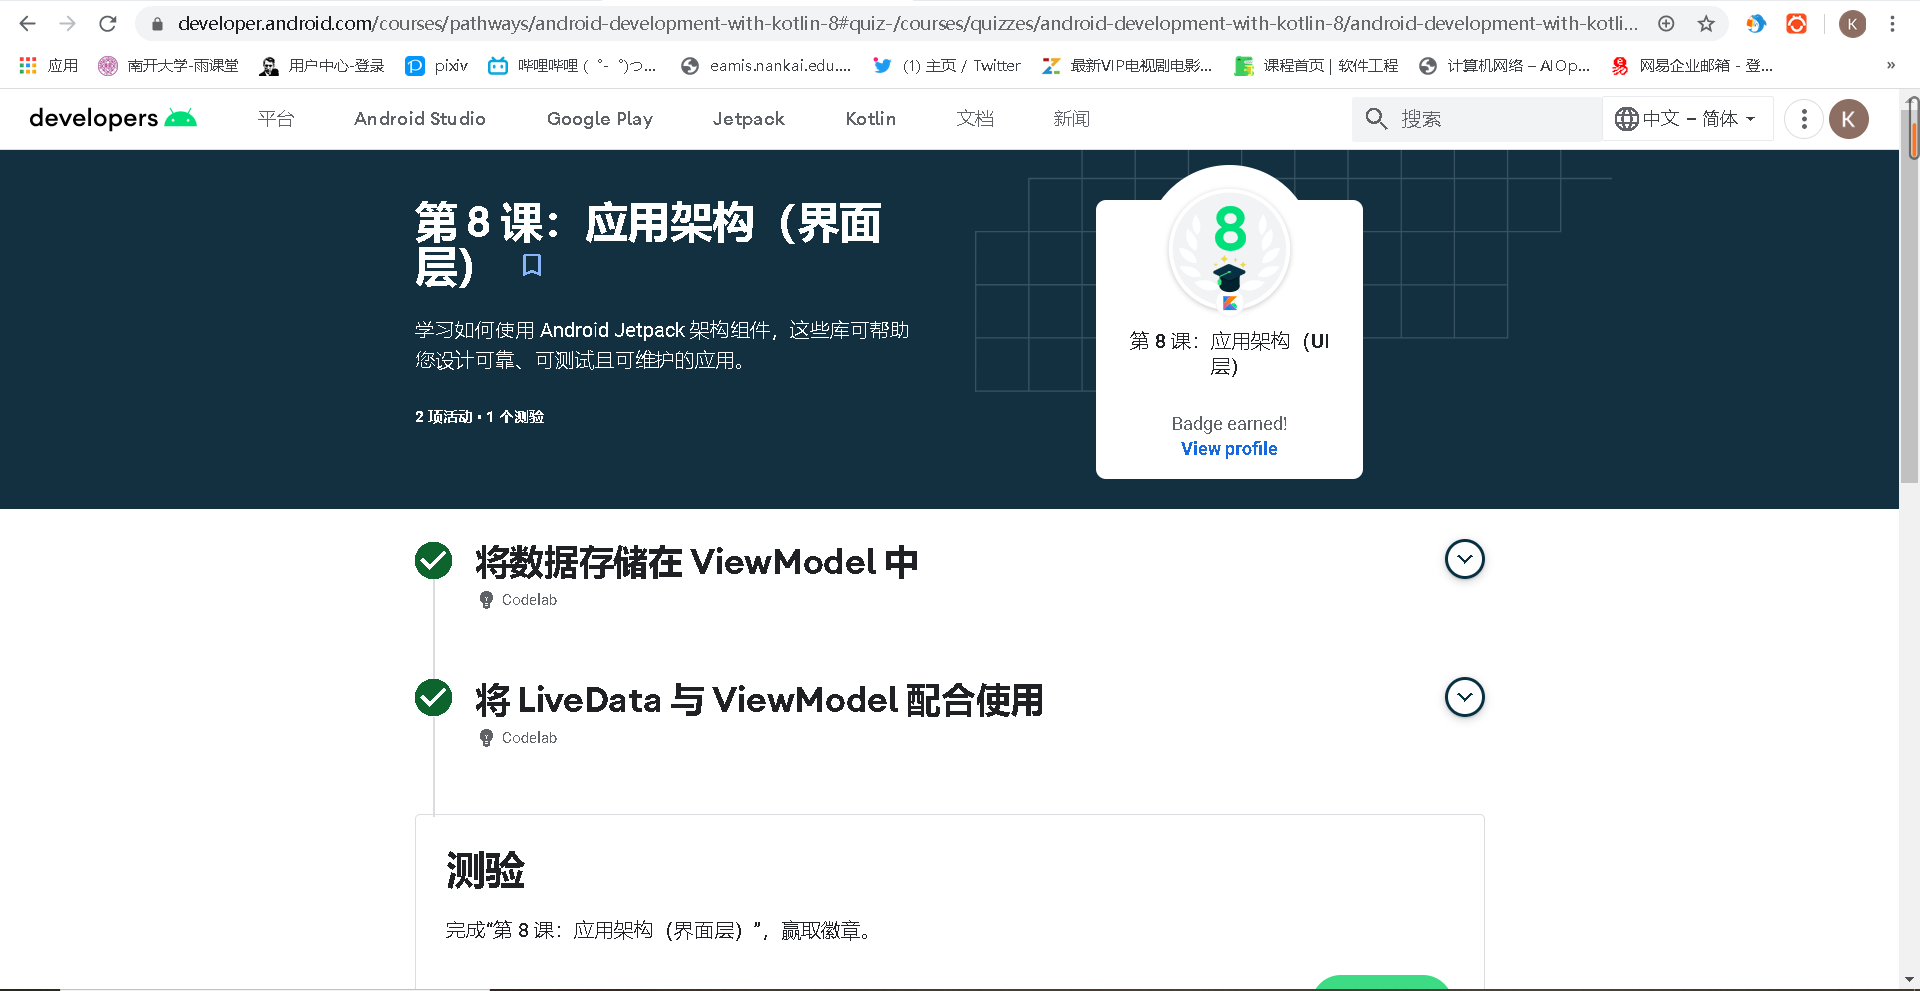 developer.android.com/courses/pathways/android-development-with-kotlin-8#quiz-/courses/quizzes/android-development-with-kotlin-8/android-development-with-kotli...
K
应用
南开大学-雨课堂
用户中心-登录
pixiv
哔哩哔哩 ( ゜- ゜)つ...
eamis.nankai.edu....
(1) 主页 / Twitter
最新VIP电视剧电影...
课程首页 | 软件工程
计算机网络 – AIOp...
网易企业邮箱 - 登...
»
developers
平台
Android Studio
Google Play
Jetpack
Kotlin
文档
新闻
搜索
中文 – 简体
K
第 8 课：应用架构（界面
层）
学习如何使用 Android Jetpack 架构组件，这些库可帮助
您设计可靠、可测试且可维护的应用。
2 项活动 • 1 个测验
8
第 8 课：应用架构（UI
层）
Badge earned!
View profile
将数据存储在 ViewModel 中
Codelab
将 LiveData 与 ViewModel 配合使用
Codelab
测验
完成“第 8 课：应用架构（界面层）”，赢取徽章。